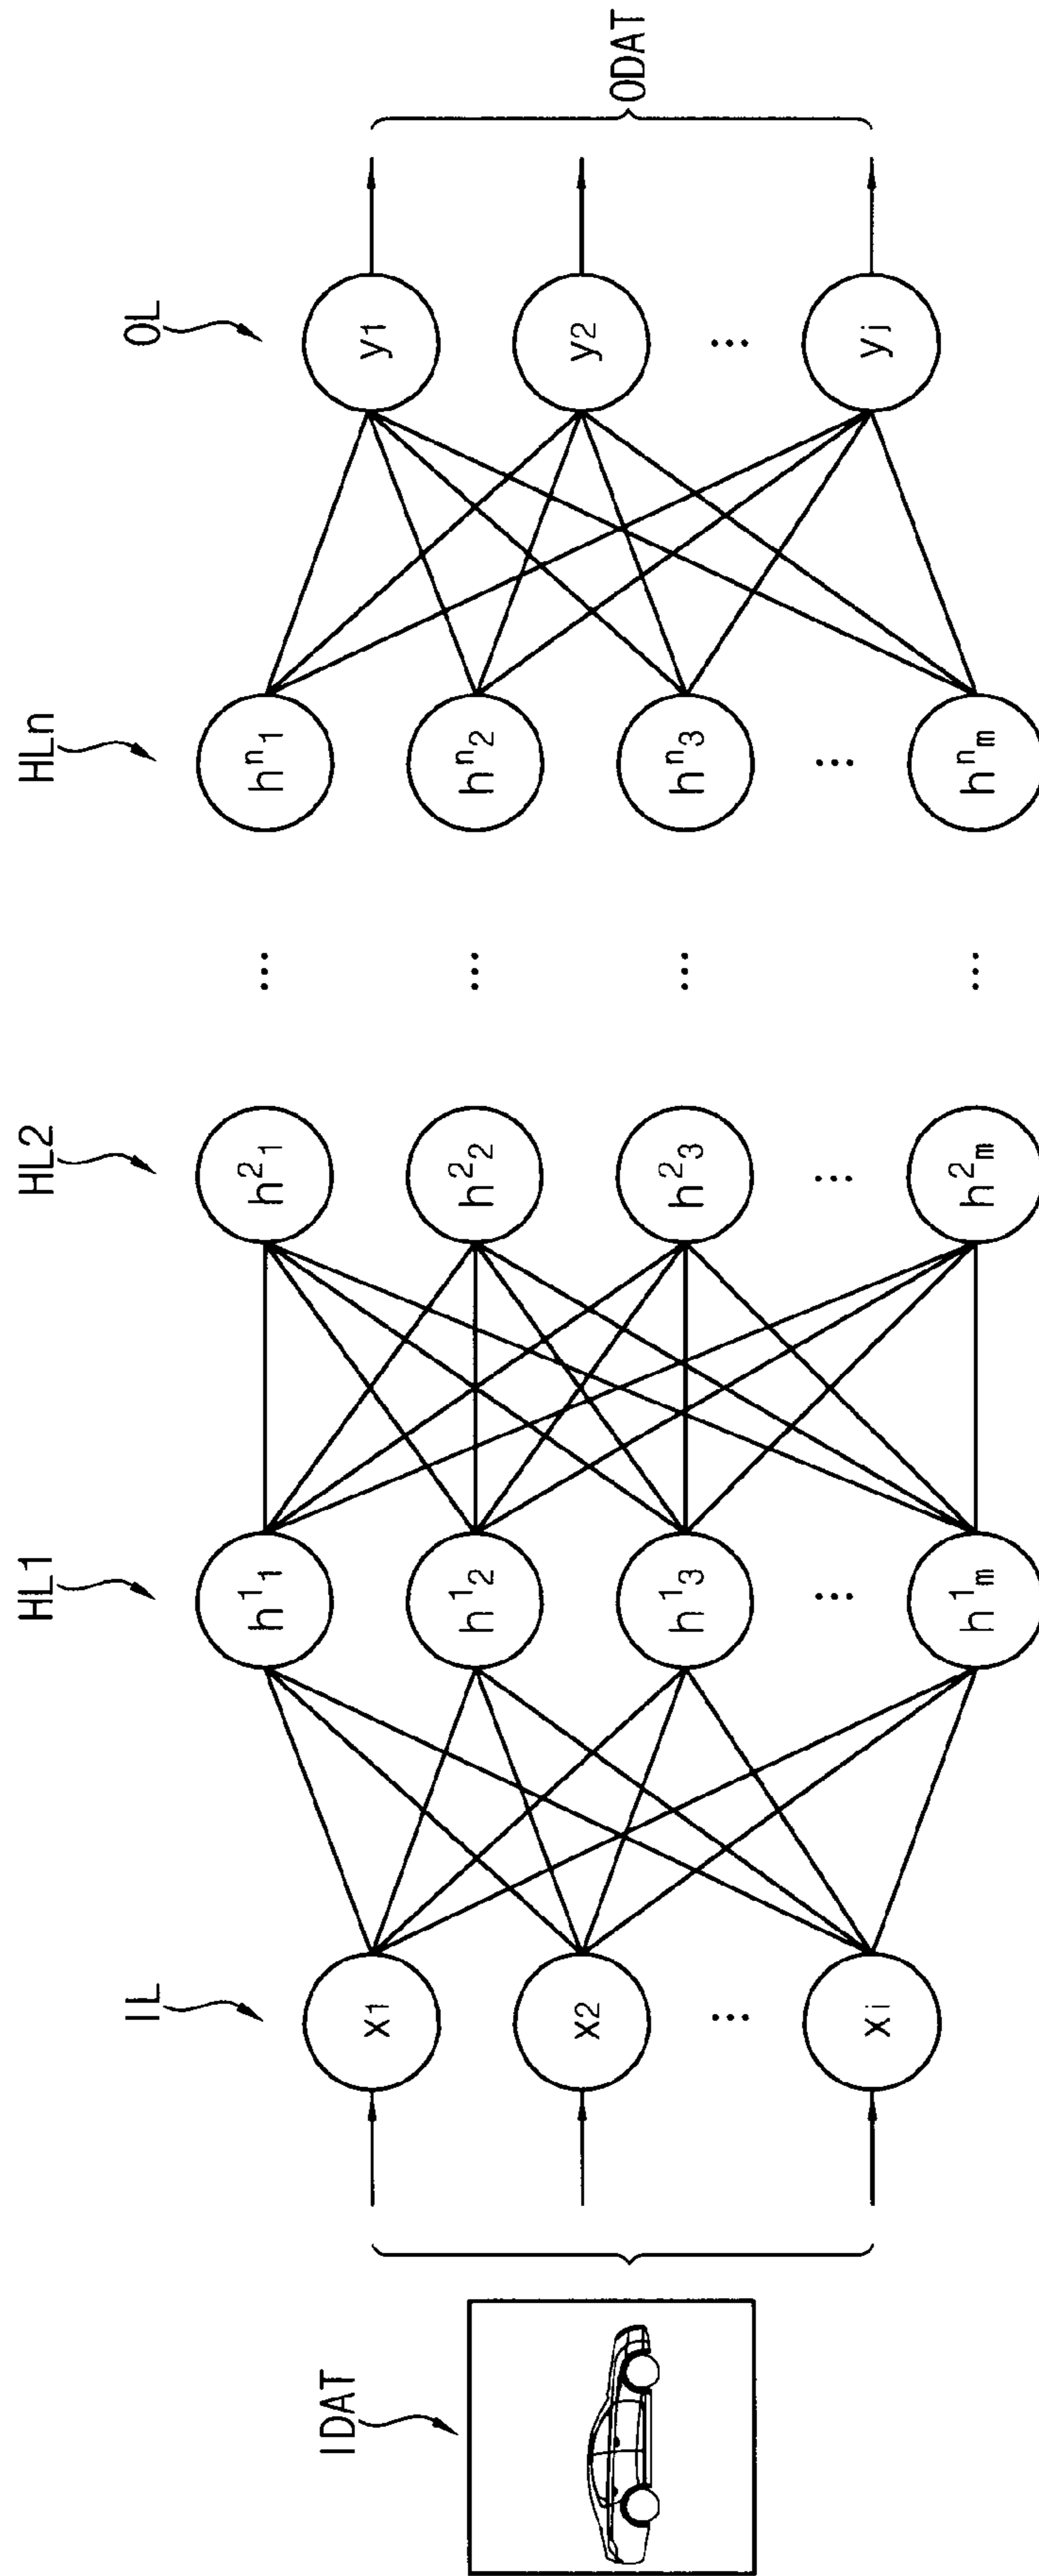 IDAT
IL
x1
x2
⋮
xi
HL1
h¹1
h¹2
h¹3
⋮
h¹m
HL2
h²1
h²2
h²3
⋮
h²m
...
...
...
...
HLn
hⁿ1
hⁿ2
hⁿ3
⋮
hⁿm
OL
y1
y2
⋮
yj
ODAT